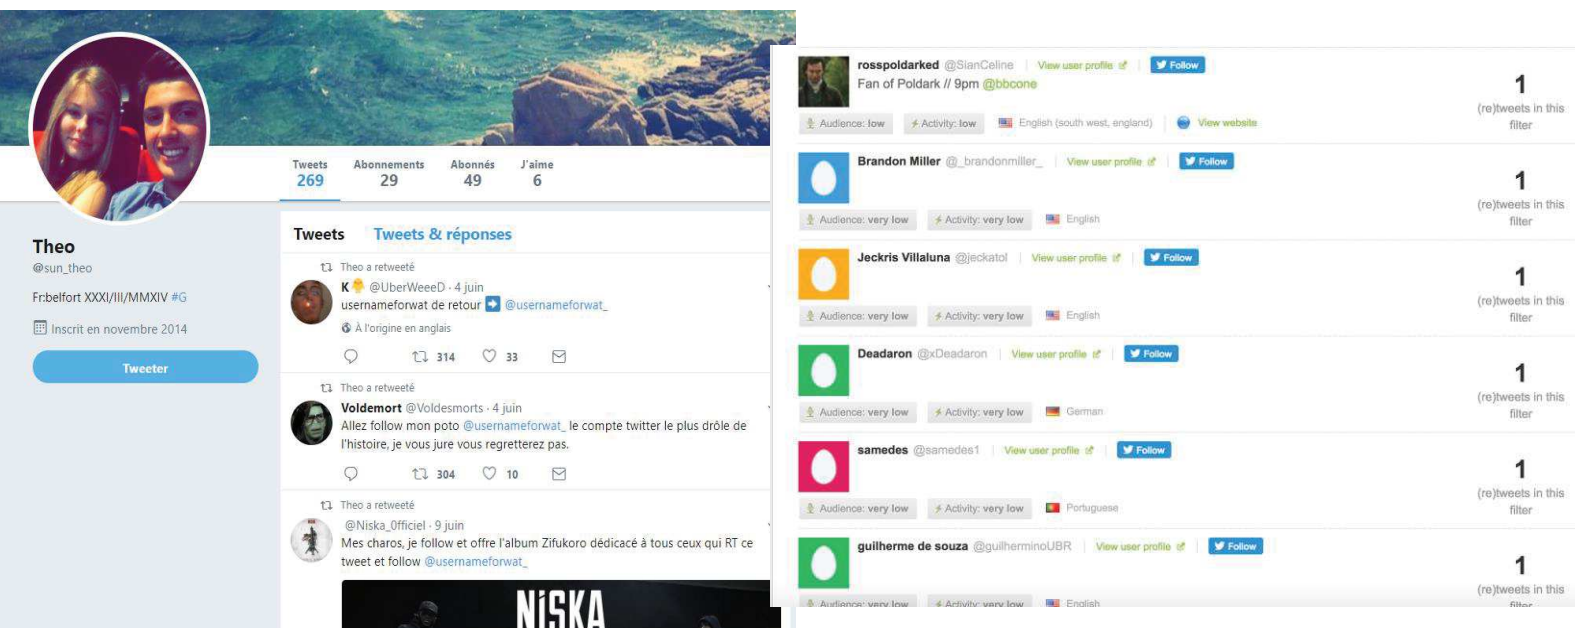 Theo
@sun_theo
Fr:belfort XXXI/III/MMXIV #G
Inscrit en novembre 2014
Tweeter
Tweets Abonnements Abonnés J'aime
269 29 49 6
Tweets Tweets & réponses
Theo a retweeté
K @UberWeeeD · 4 juin
usernameforwat de retour @usernameforwat_
À l'origine en anglais
314 33
Theo a retweeté
Voldemort @Voldesmorts · 4 juin
Allez follow mon poto @usernameforwat_ le compte twitter le plus drôle de
l'histoire, je vous jure vous regretterez pas.
304 10
Theo a retweeté
@Niska_0fficiel · 9 juin
Mes charos, je follow et offre l'album Zifukoro dédicacé à tous ceux qui RT ce
tweet et follow @usernameforwat_
NiSKA
rosspoldarked @SianCeline View user profile Follow
Fan of Poldark // 9pm @bbcone
Audience: low Activity: low English (south west, england) View website
1
(re)tweets in this
filter
Brandon Miller @_brandonmiller_ View user profile Follow
Audience: very low Activity: very low English
1
(re)tweets in this
filter
Jeckris Villaluna @jeckatol View user profile Follow
Audience: very low Activity: very low English
1
(re)tweets in this
filter
Deadaron @xDeadaron View user profile Follow
Audience: very low Activity: very low German
1
(re)tweets in this
filter
samedes @samedes1 View user profile Follow
Audience: very low Activity: very low Portuguese
1
(re)tweets in this
filter
guilherme de souza @guilherminoUBR View user profile Follow
Audience: very low Activity: very low English
1
(re)tweets in this
filter